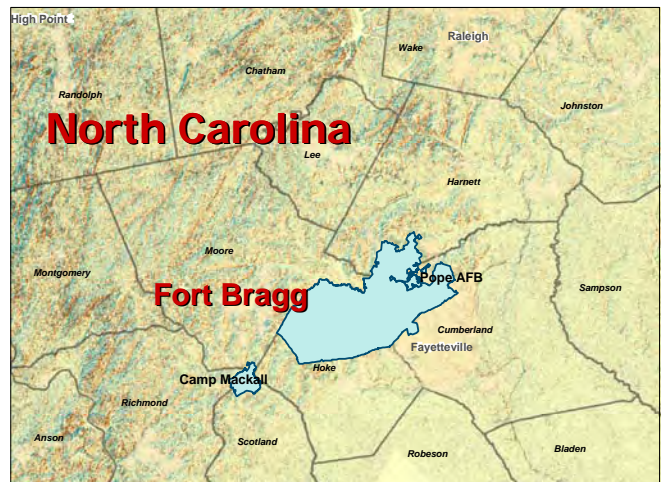 High Point
Raleigh
Wake
Chatham
Randolph
Johnston
North Carolina
Lee
Harnett
Moore
Montgomery
Pope AFB
Sampson
Fort Bragg
Cumberland
Fayetteville
Hoke
Camp Mackall
Richmond
Anson
Scotland
Robeson
Bladen